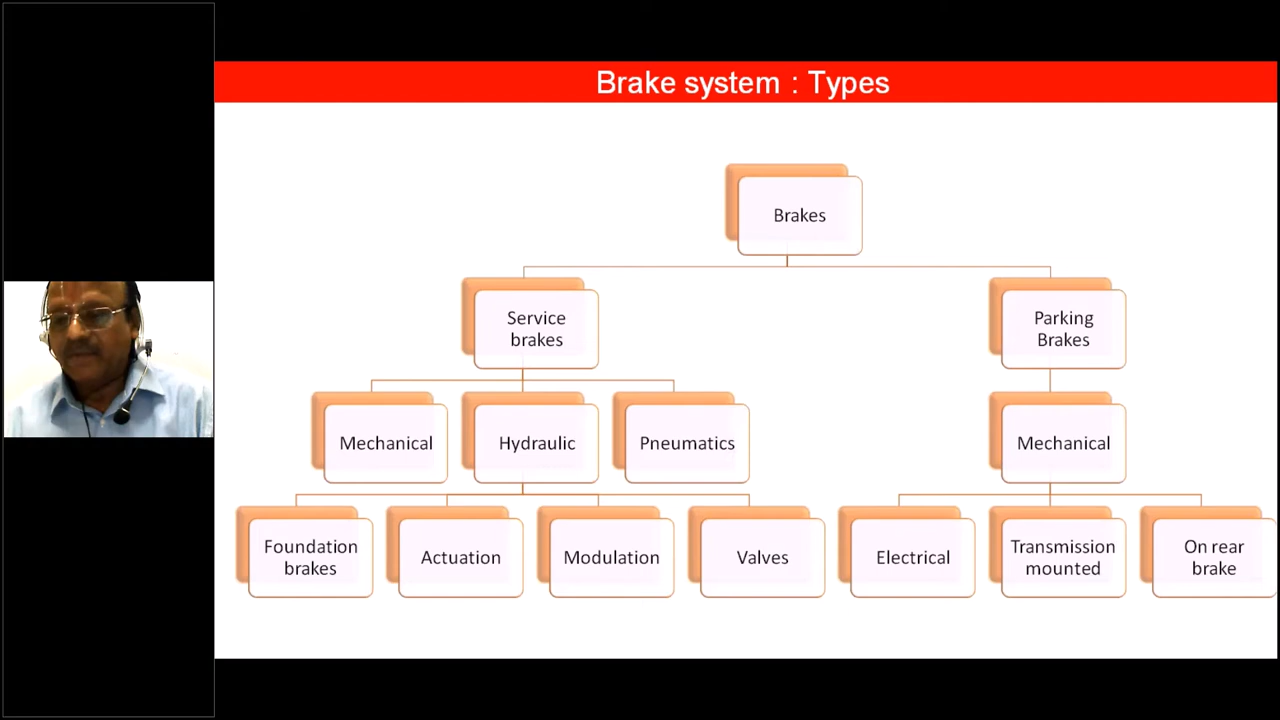 Brake system : Types
Brakes
Service
brakes
Parking
Brakes
Mechanical
Hydraulic
Pneumatics
Mechanical
Foundation
brakes
Actuation
Modulation
Valves
Electrical
Transmission
mounted
On rear
brake